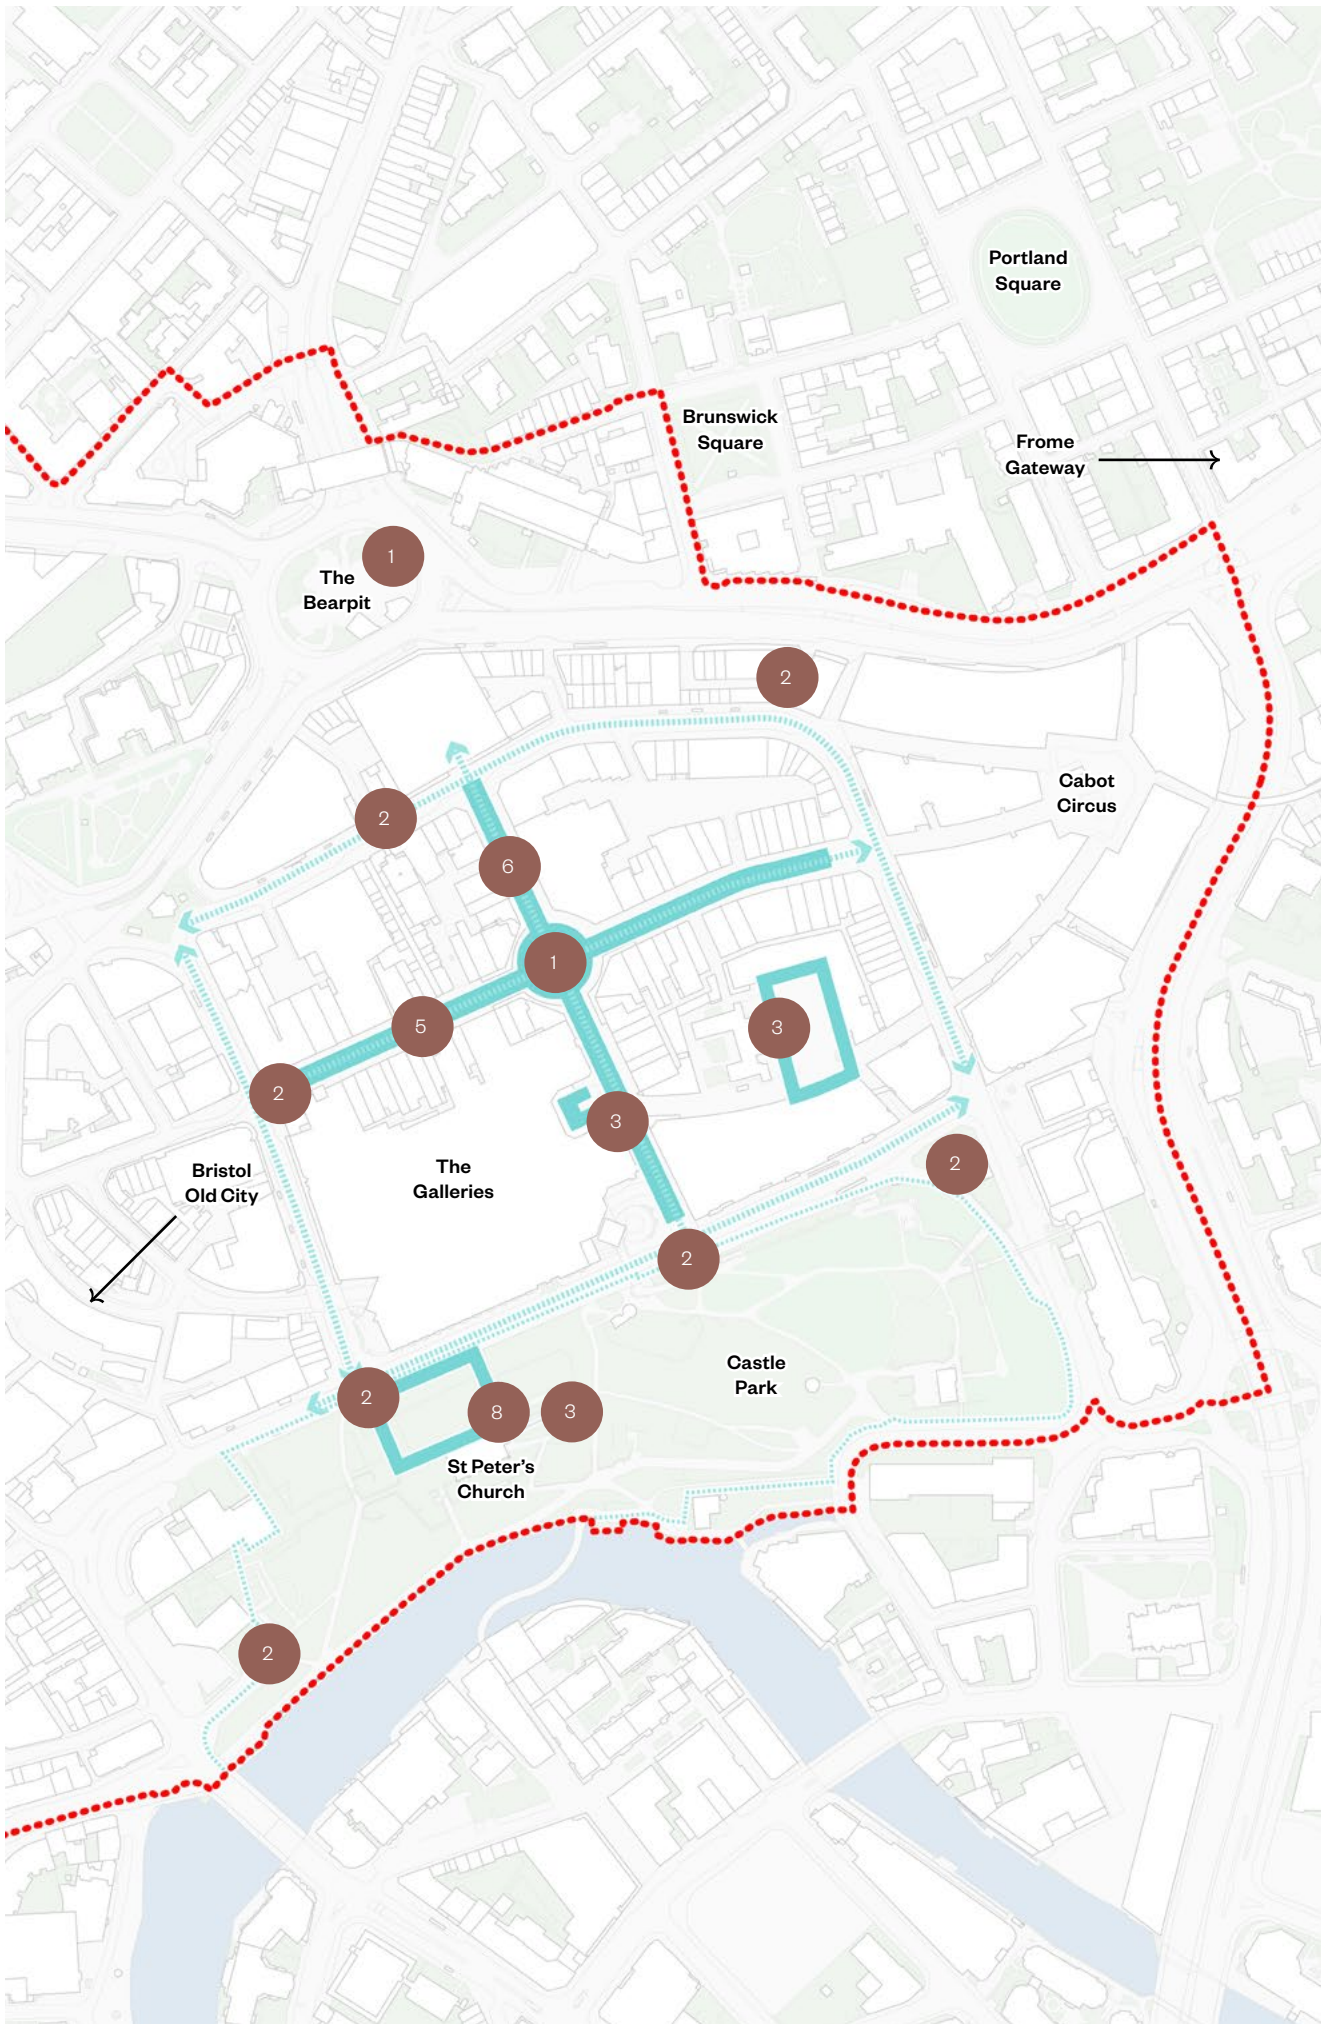 Portland
Square
Brunswick
Square
Frome
Gateway
1
The
Bearpit
2
Cabot
Circus
2
6
1
5
3
2
3
The
Galleries
Bristol
Old City
2
2
Castle
Park
2
8
3
St Peter’s
Church
2